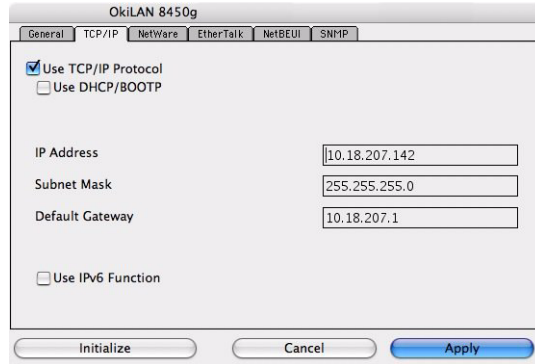 OkiLAN 8450g
General TCP/IP NetWare EtherTalk NetBEUI SNMP
Use TCP/IP Protocol
Use DHCP/BOOTP
IP Address 10.18.207.142
Subnet Mask 255.255.255.0
Default Gateway 10.18.207.1
Use IPv6 Function
Initialize Cancel Apply